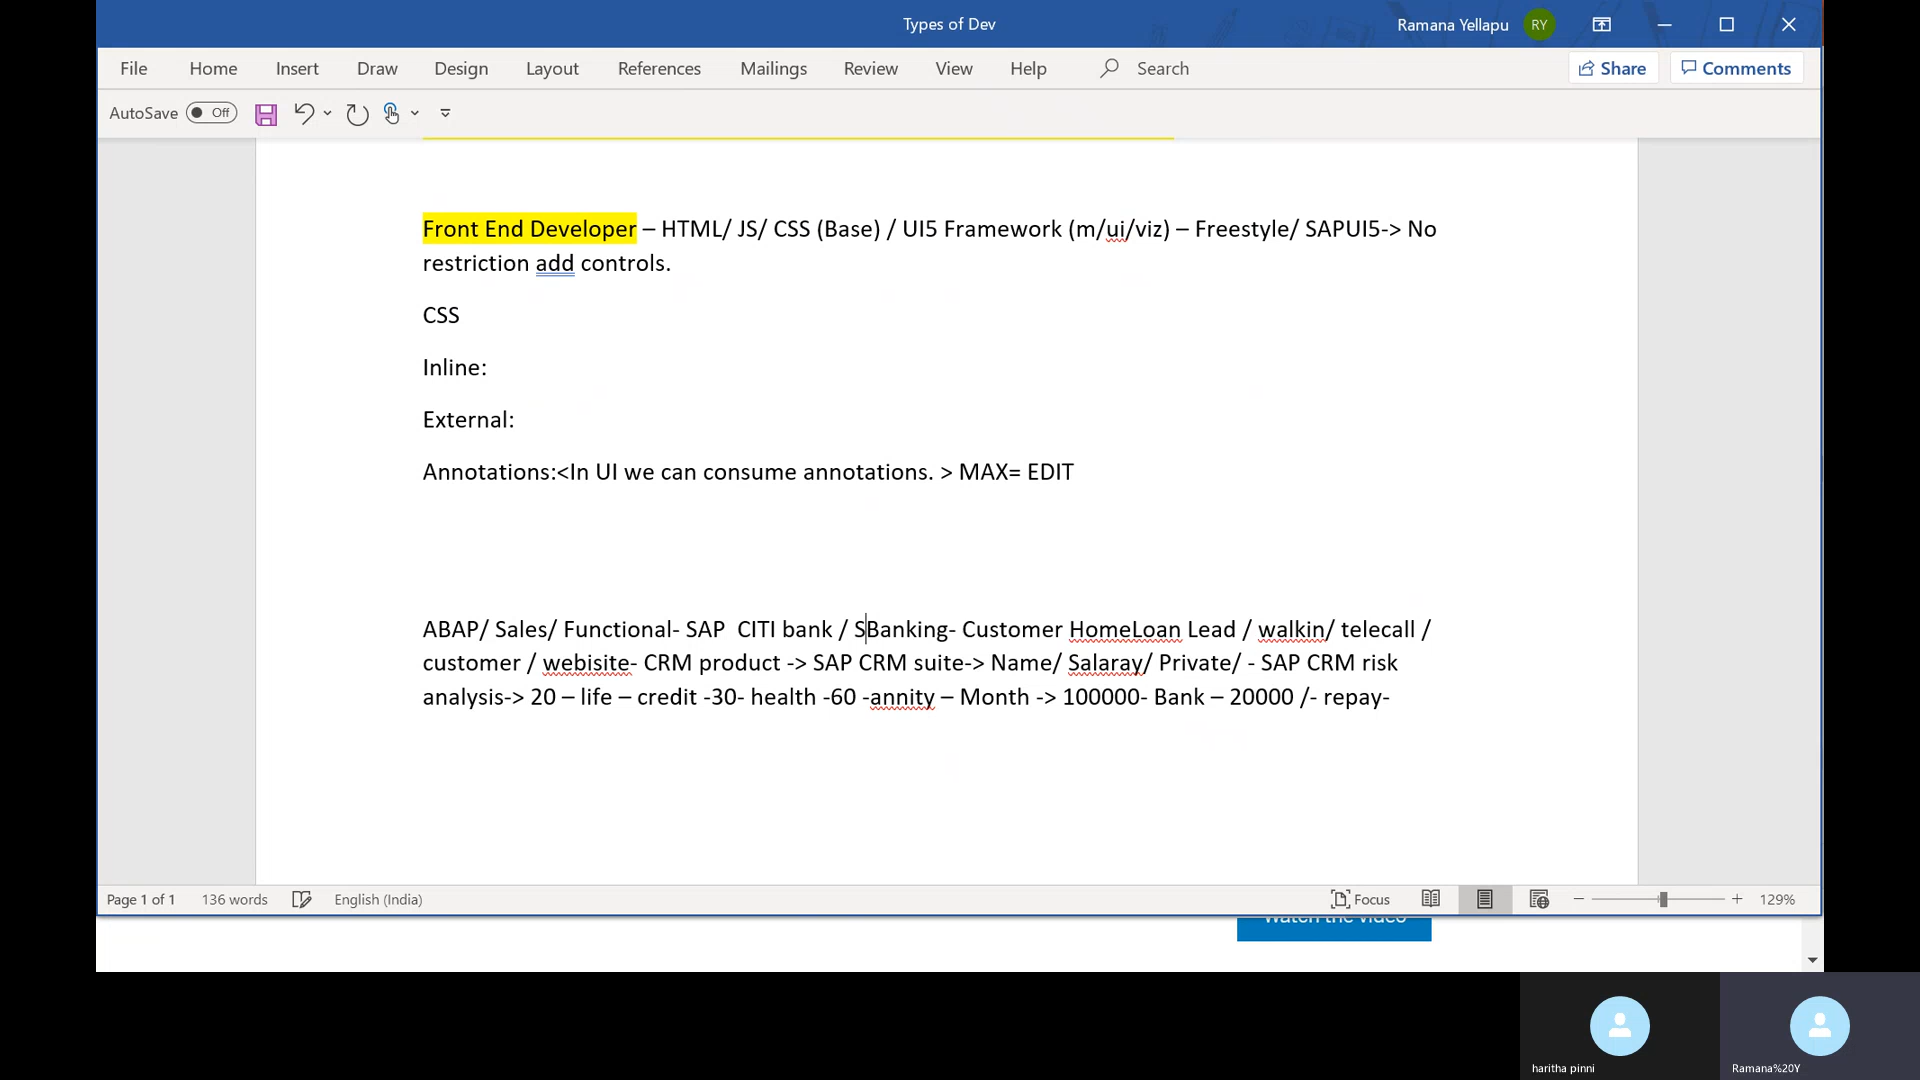 Types of Dev
Ramana Yellapu RY
File Home Insert Draw Design Layout References Mailings Review View Help Search Share Comments
AutoSave Off
Front End Developer – HTML/ JS/ CSS (Base) / UI5 Framework (m/ui/viz) – Freestyle/ SAPUI5-> No
restriction add controls.
CSS
Inline:
External:
Annotations:<In UI we can consume annotations. > MAX= EDIT
ABAP/ Sales/ Functional- SAP  CITI bank / SBanking- Customer HomeLoan Lead / walkin/ telecall /
customer / webisite- CRM product -> SAP CRM suite-> Name/ Salaray/ Private/ - SAP CRM risk
analysis-> 20 – life – credit -30- health -60 -annity – Month -> 100000- Bank – 20000 /- repay-
Page 1 of 1 136 words English (India) Focus 129%
Watch the video
haritha pinni Ramana%20Y